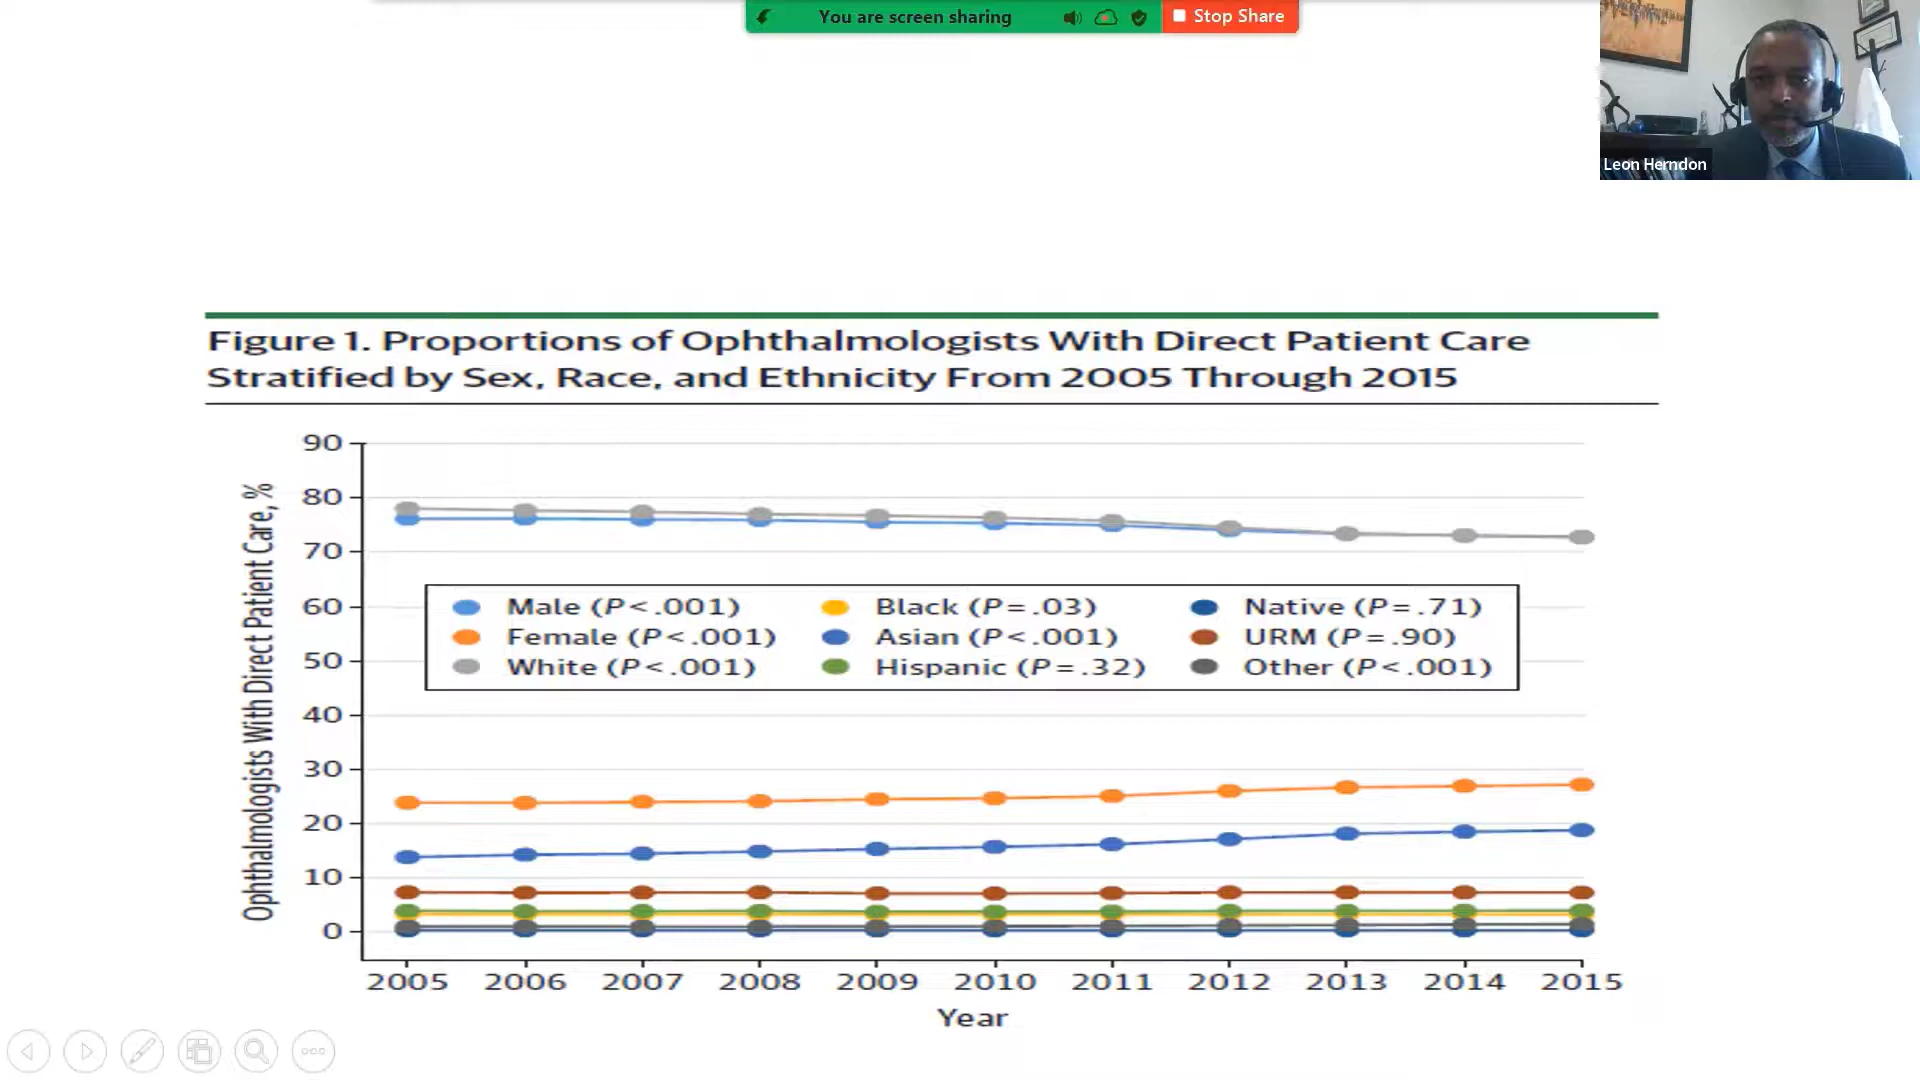 You are screen sharing
Stop Share
Leon Herndon
Figure 1. Proportions of Ophthalmologists With Direct Patient Care
Stratified by Sex, Race, and Ethnicity From 2005 Through 2015
Ophthalmologists With Direct Patient Care, %
90
80
70
60
50
40
30
20
10
0
Male (P < .001) Black (P = .03) Native (P = .71)
Female (P < .001) Asian (P < .001) URM (P = .90)
White (P < .001) Hispanic (P = .32) Other (P < .001)
2005 2006 2007 2008 2009 2010 2011 2012 2013 2014 2015
Year